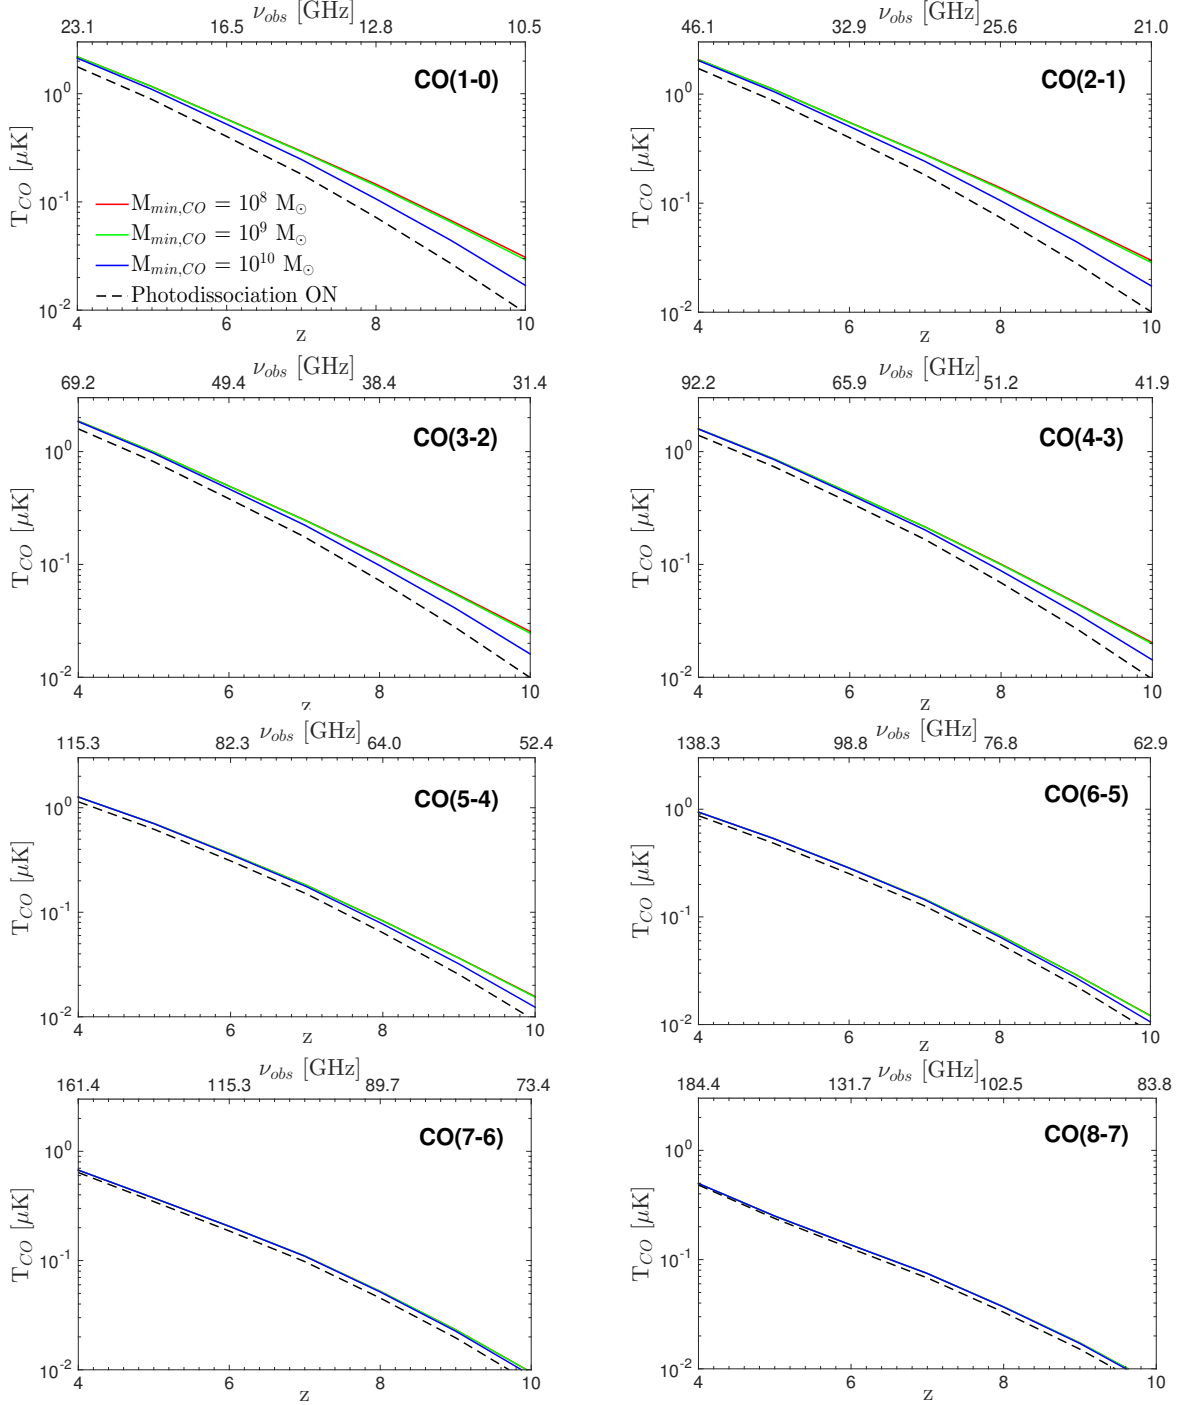 ν_obs [GHz]
23.1 16.5 12.8 10.5
CO(1-0)
T_CO [μK]
10^0
10^-1
10^-2
M_min,CO = 10^8 M_⊙
M_min,CO = 10^9 M_⊙
M_min,CO = 10^10 M_⊙
Photodissociation ON
4 6 8 10
z
ν_obs [GHz]
46.1 32.9 25.6 21.0
CO(2-1)
T_CO [μK]
10^0
10^-1
10^-2
4 6 8 10
z
ν_obs [GHz]
69.2 49.4 38.4 31.4
CO(3-2)
T_CO [μK]
10^0
10^-1
10^-2
4 6 8 10
z
ν_obs [GHz]
92.2 65.9 51.2 41.9
CO(4-3)
T_CO [μK]
10^0
10^-1
10^-2
4 6 8 10
z
ν_obs [GHz]
115.3 82.3 64.0 52.4
CO(5-4)
T_CO [μK]
10^0
10^-1
10^-2
4 6 8 10
z
ν_obs [GHz]
138.3 98.8 76.8 62.9
CO(6-5)
T_CO [μK]
10^0
10^-1
10^-2
4 6 8 10
z
ν_obs [GHz]
161.4 115.3 89.7 73.4
CO(7-6)
T_CO [μK]
10^0
10^-1
10^-2
4 6 8 10
z
ν_obs [GHz]
184.4 131.7 102.5 83.8
CO(8-7)
T_CO [μK]
10^0
10^-1
10^-2
4 6 8 10
z